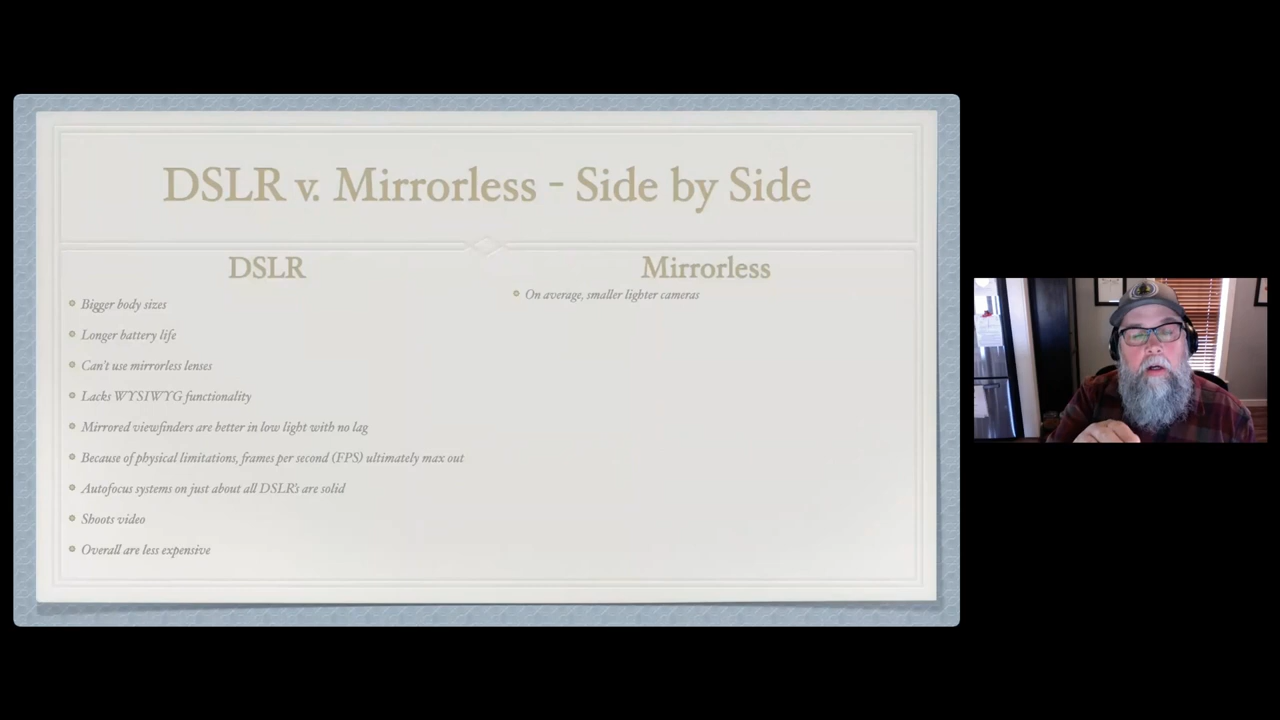 DSLR v. Mirrorless - Side by Side
DSLR
Bigger body sizes
Longer battery life
Can't use mirrorless lenses
Lacks WYSIWYG functionality
Mirrored viewfinders are better in low light with no lag
Because of physical limitations, frames per second (FPS) ultimately max out
Autofocus systems on just about all DSLR's are solid
Shoots video
Overall are less expensive
Mirrorless
On average, smaller lighter cameras